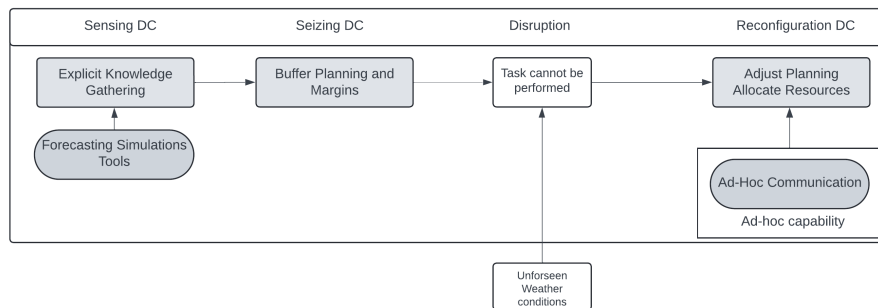 Sensing DC
Seizing DC
Disruption
Reconfiguration DC
Explicit Knowledge
Gathering
Buffer Planning and
Margins
Task cannot be
performed
Adjust Planning
Allocate Resources
Forecasting Simulations
Tools
Ad-Hoc Communication
Ad-hoc capability
Unforseen
Weather
conditions